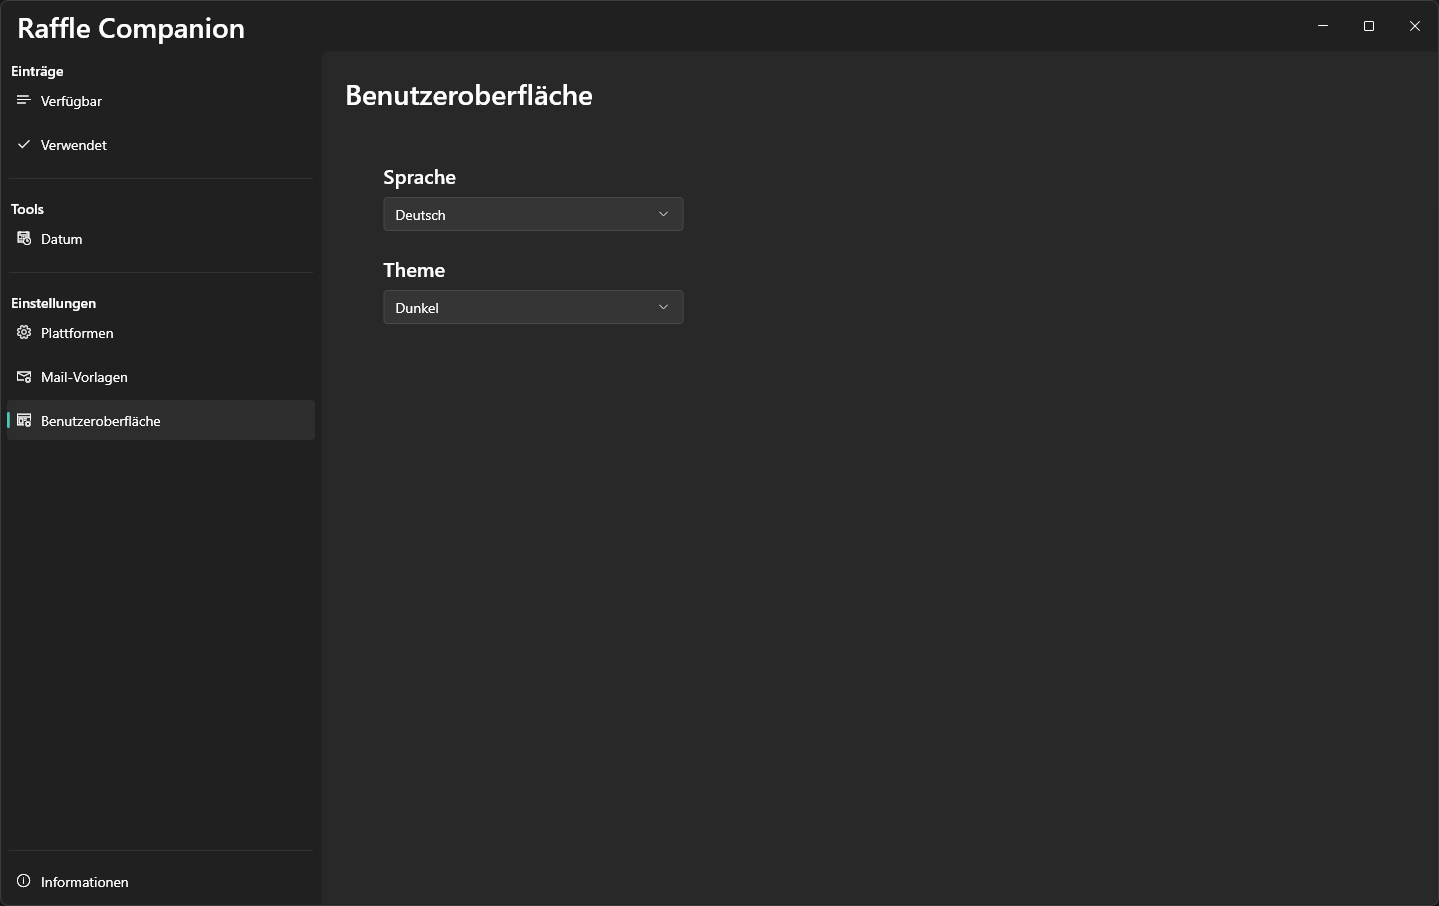 Raffle Companion
Einträge
Verfügbar
Verwendet
Tools
Datum
Einstellungen
Plattformen
Mail-Vorlagen
Benutzeroberfläche
Informationen
Benutzeroberfläche
Sprache
Deutsch
Theme
Dunkel